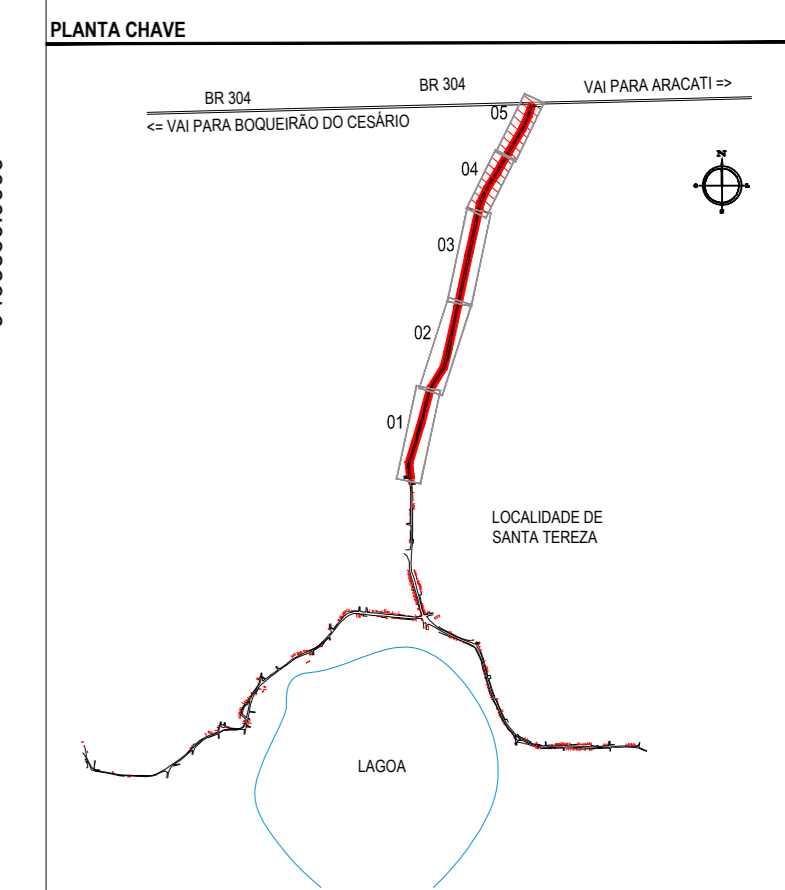 PLANTA CHAVE
BR 304
BR 304
VAI PARA ARACATI =>
<= VAI PARA BOQUEIRÃO DO CESÁRIO
05
04
03
02
01
N
LOCALIDADE DE
SANTA TEREZA
LAGOA